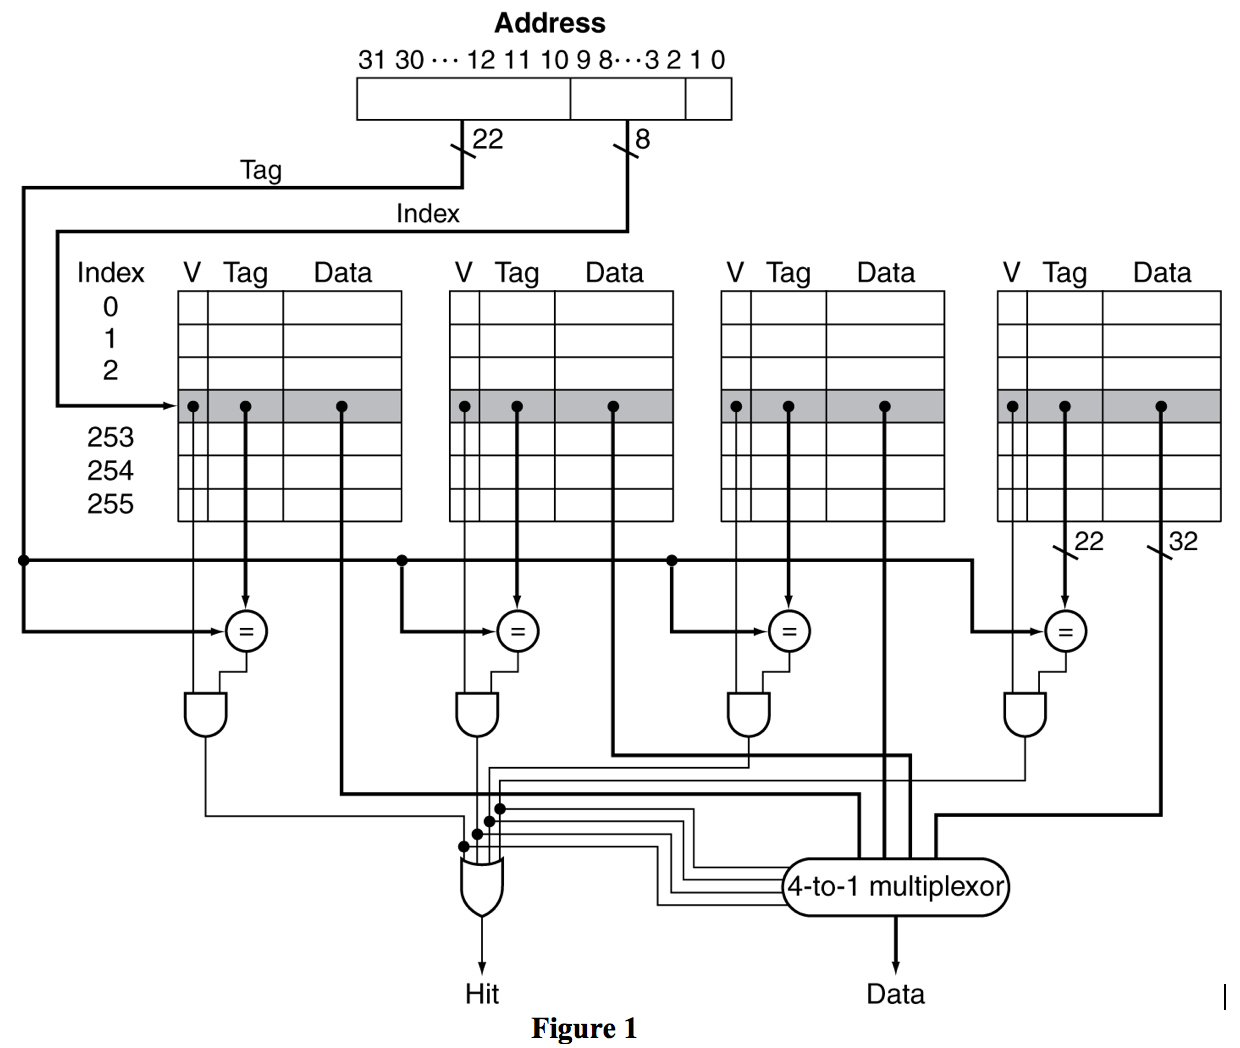 Address
31 30 ··· 12 11 10 9 8···3 2 1 0
22
8
Tag
Index
Index V Tag Data V Tag Data V Tag Data V Tag Data
0
1
2
253
254
255
22
32
= = = =
4-to-1 multiplexor
Hit
Data
Figure 1